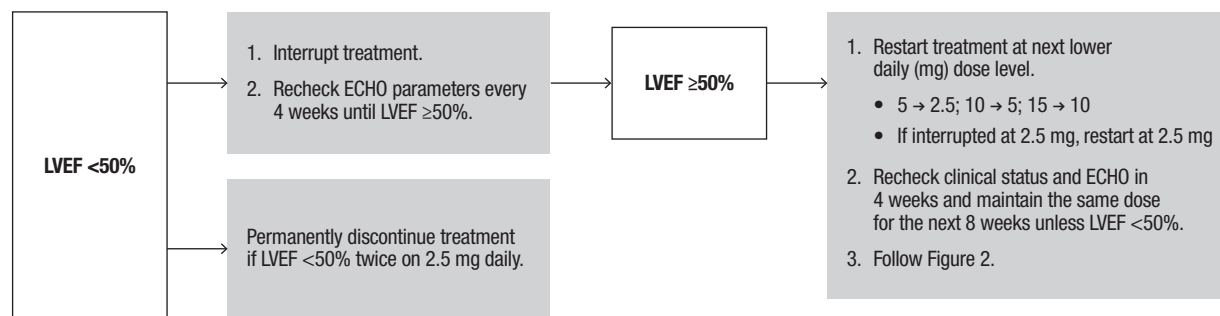 LVEF <50%
1. Interrupt treatment.
2. Recheck ECHO parameters every
4 weeks until LVEF ≥50%.
Permanently discontinue treatment
if LVEF <50% twice on 2.5 mg daily.
LVEF ≥50%
1. Restart treatment at next lower
daily (mg) dose level.
• 5 → 2.5; 10 → 5; 15 → 10
• If interrupted at 2.5 mg, restart at 2.5 mg
2. Recheck clinical status and ECHO in
4 weeks and maintain the same dose
for the next 8 weeks unless LVEF <50%.
3. Follow Figure 2.